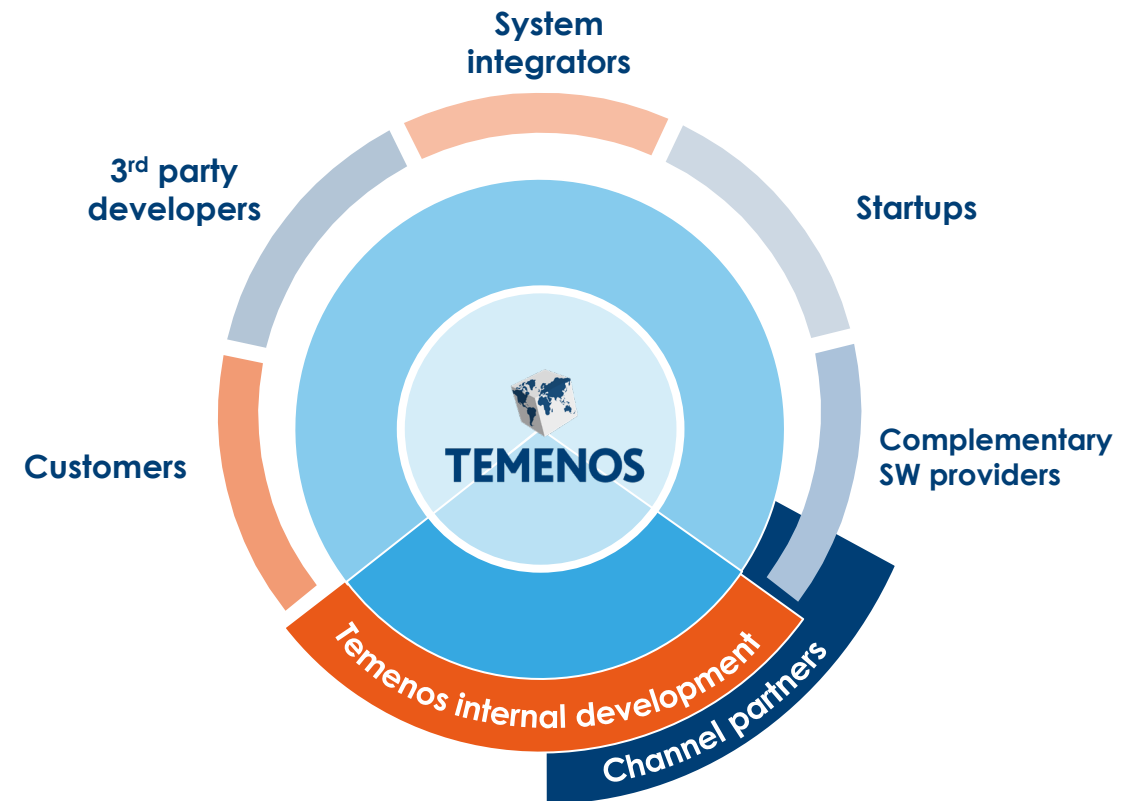 System
integrators
3rd party
developers
Startups
TEMENOS
Customers
Complementary
SW providers
Temenos internal development
Channel partners